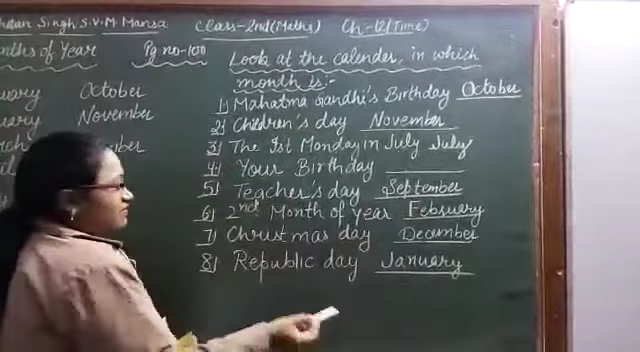 Singh S.V.M. Mansa Class-2nd (Maths) Ch-12 (Time)
of Year Pg no-100
October
November
Look at the calender, in which
month is:-
1) Mahatma Gandhi's Birthday October
2) Children's day November
3) The 1st Monday in July July
4) Your Birthday
5) Teacher's day September
6) 2nd Month of year February
7) Christmas day December
8) Republic day January